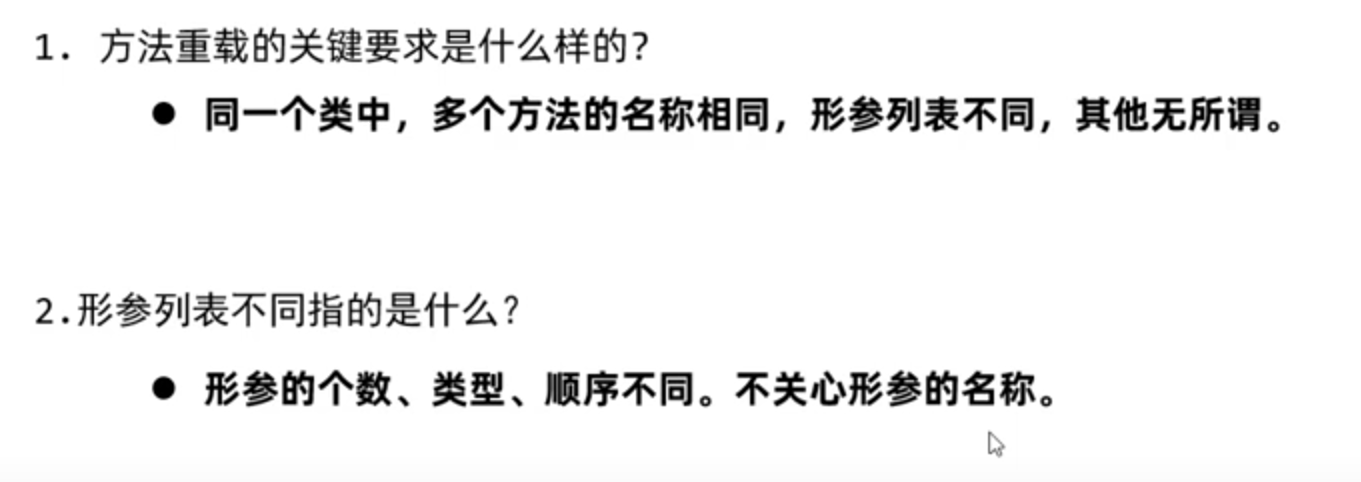 1. 方法重载的关键要求是什么样的？
● 同一个类中，多个方法的名称相同，形参列表不同，其他无所谓。
2.形参列表不同指的是什么？
● 形参的个数、类型、顺序不同。不关心形参的名称。